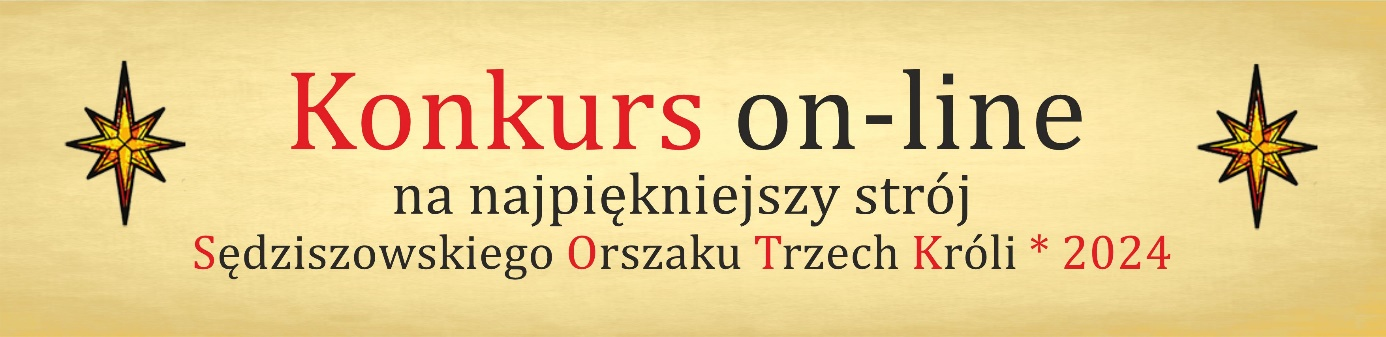 Konkurs on-line
na najpiękniejszy strój
Sędziszowskiego Orszaku Trzech Króli * 2024